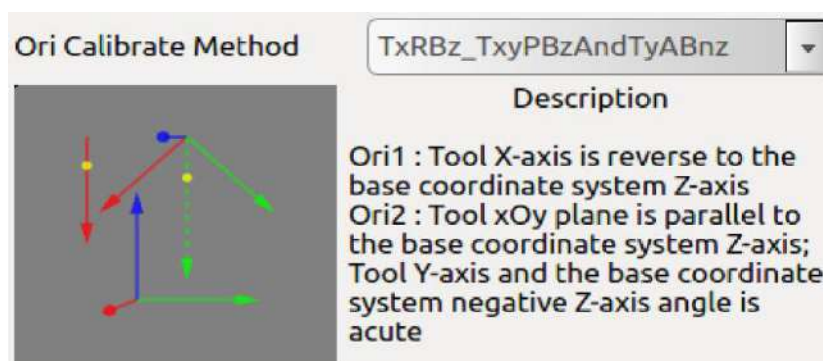 Ori Calibrate Method
TxRBz_TxyPBzAndTyABnz
Description
Ori1 : Tool X-axis is reverse to the
base coordinate system Z-axis
Ori2 : Tool xOy plane is parallel to
the base coordinate system Z-axis;
Tool Y-axis and the base coordinate
system negative Z-axis angle is
acute